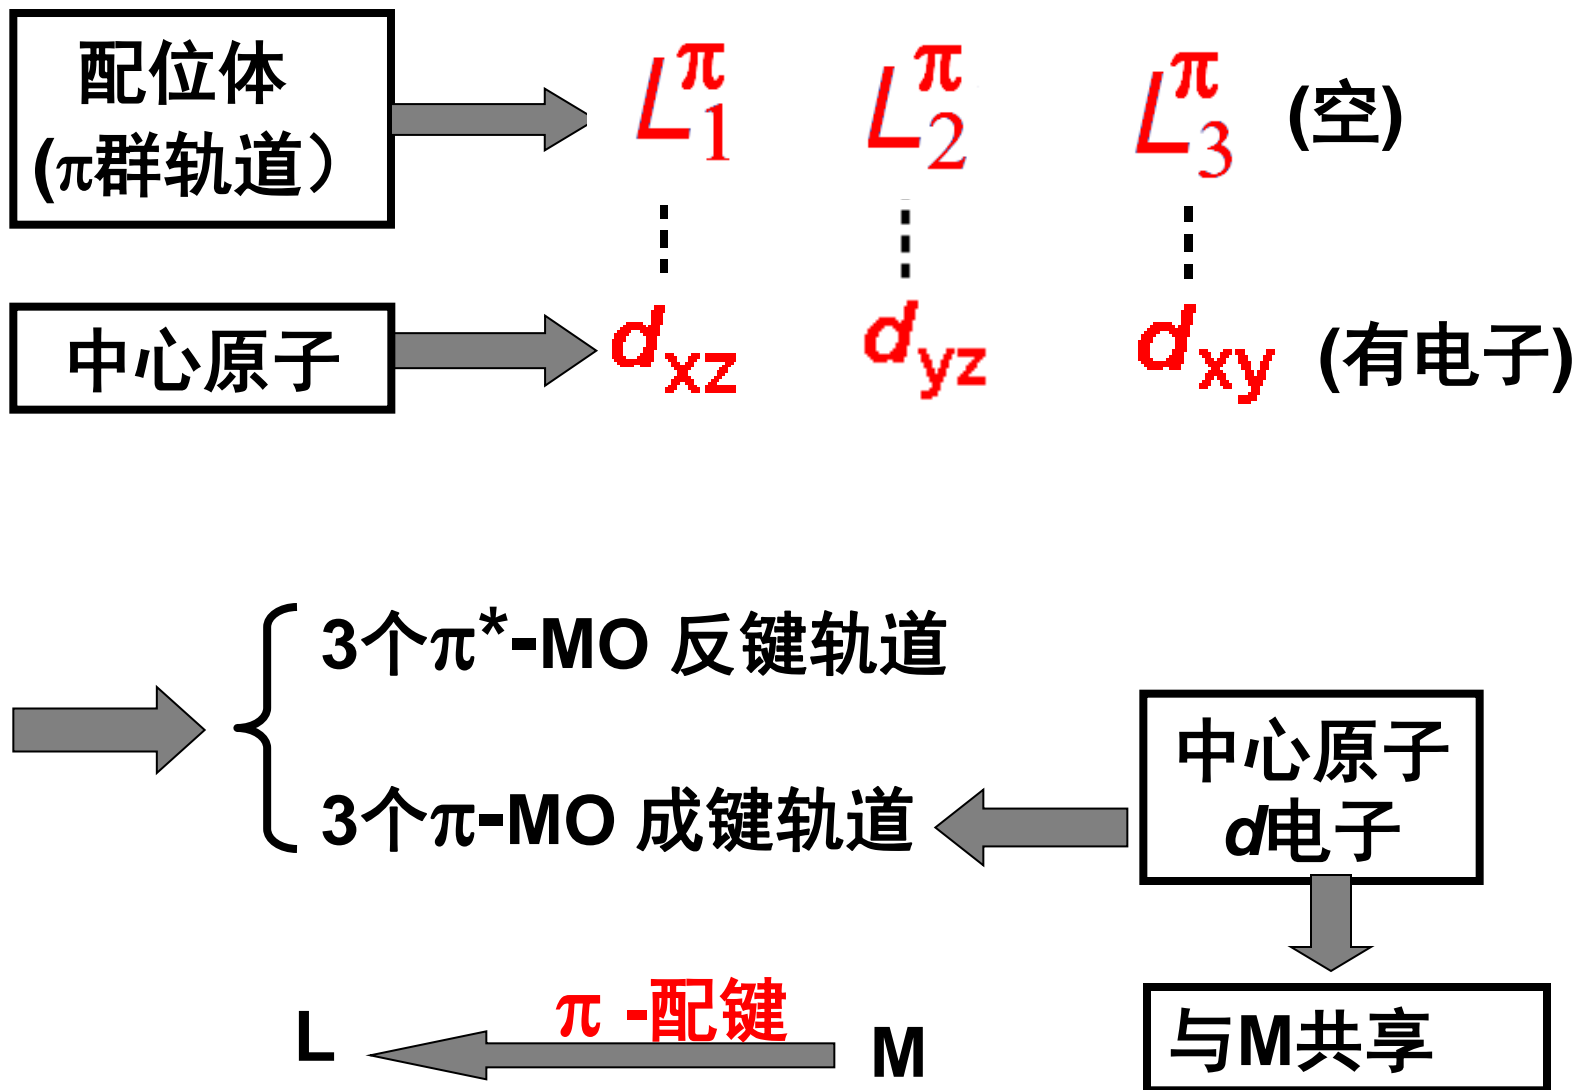 配位体
(π群轨道）
L₁^π L₂^π L₃^π (空)
中心原子
d_xz d_yz d_xy (有电子)
3个π*-MO 反键轨道
3个π-MO 成键轨道
中心原子
d电子
π -配键
L M
与M共享